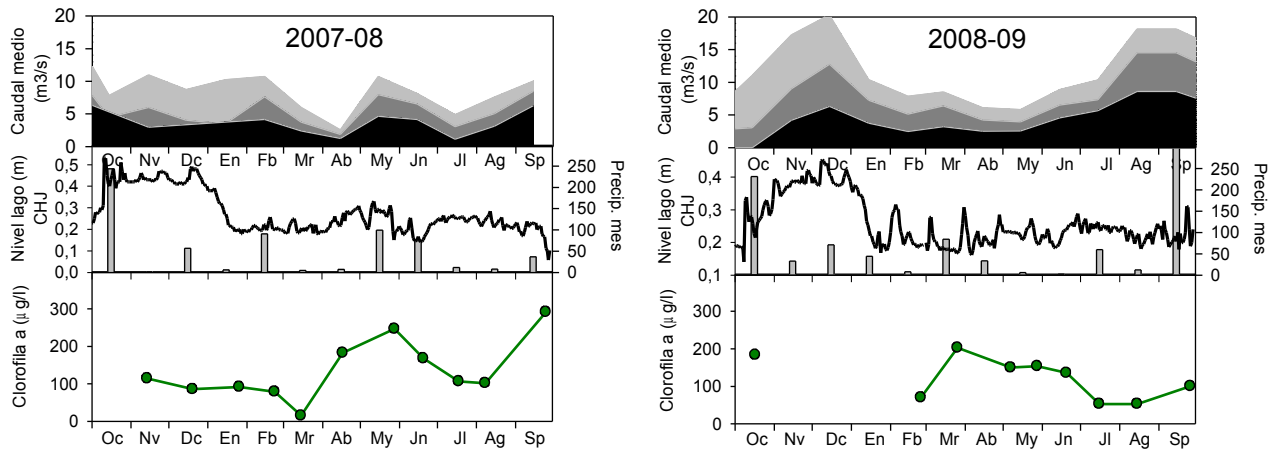 2007-08
Caudal medio
(m3/s)
20
15
10
5
0
Oc Nv Dc En Fb Mr Ab My Jn Jl Ag Sp
Nivel lago (m)
CHJ
0,5
0,4
0,3
0,2
0,1
0,0
250
200
150
100
50
0
Precip. mes
Clorofila a (µ g/l)
300
200
100
0
Oc Nv Dc En Fb Mr Ab My Jn Jl Ag Sp
2008-09
Caudal medio
(m3/s)
20
15
10
5
0
Oc Nv Dc En Fb Mr Ab My Jn Jl Ag Sp
Nivel lago (m)
CHJ
0,4
0,4
0,3
0,2
0,1
250
200
150
100
50
0
Precip. mes
Clorofila a (µ g/l)
300
200
100
0
Oc Nv Dc En Fb Mr Ab My Jn Jl Ag Sp